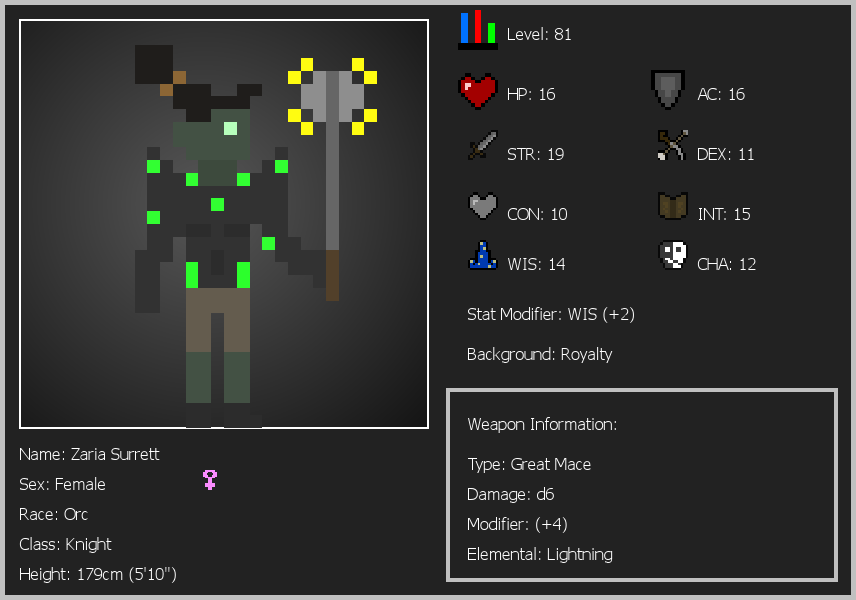 Level: 81
HP: 16
AC: 16
STR: 19
DEX: 11
CON: 10
INT: 15
WIS: 14
CHA: 12
Stat Modifier: WIS (+2)
Background: Royalty
Weapon Information:
Type: Great Mace
Damage: d6
Modifier: (+4)
Elemental: Lightning
Name: Zaria Surrett
Sex: Female
Race: Orc
Class: Knight
Height: 179cm (5'10")